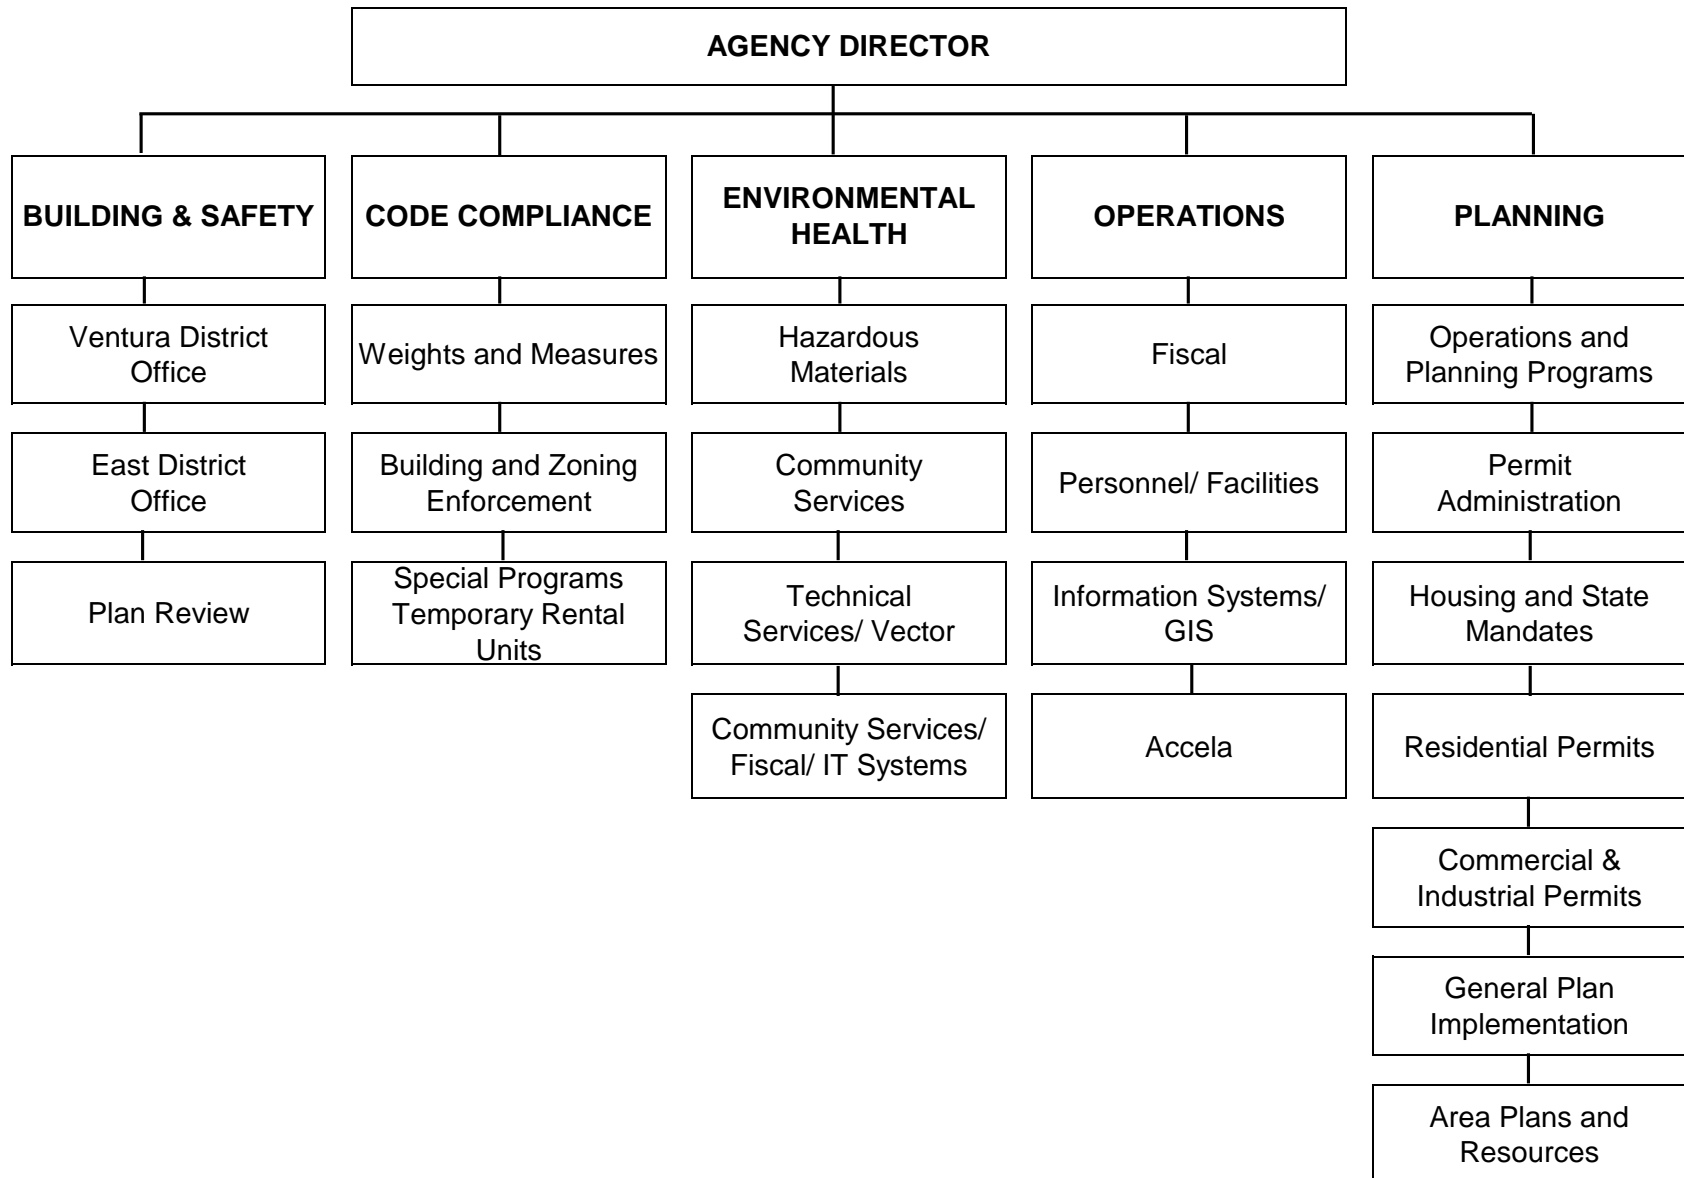 AGENCY DIRECTOR
BUILDING & SAFETY
CODE COMPLIANCE
ENVIRONMENTAL
HEALTH
OPERATIONS
PLANNING
Ventura District
Office
Weights and Measures
Hazardous
Materials
Fiscal
Operations and
Planning Programs
East District
Office
Building and Zoning
Enforcement
Community
Services
Personnel/ Facilities
Permit
Administration
Plan Review
Special Programs
Temporary Rental
Units
Technical
Services/ Vector
Information Systems/
GIS
Housing and State
Mandates
Community Services/
Fiscal/ IT Systems
Accela
Residential Permits
Commercial &
Industrial Permits
General Plan
Implementation
Area Plans and
Resources